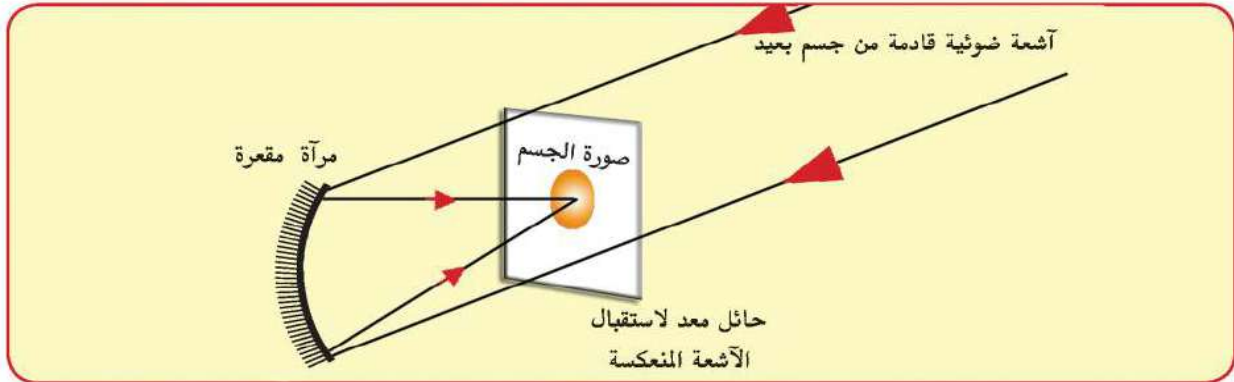 آشعة ضوئية قادمة من جسم بعيد
صورة الجسم
مرآة مقعرة
حائل معد لاستقبال
الآشعة المنعكسة